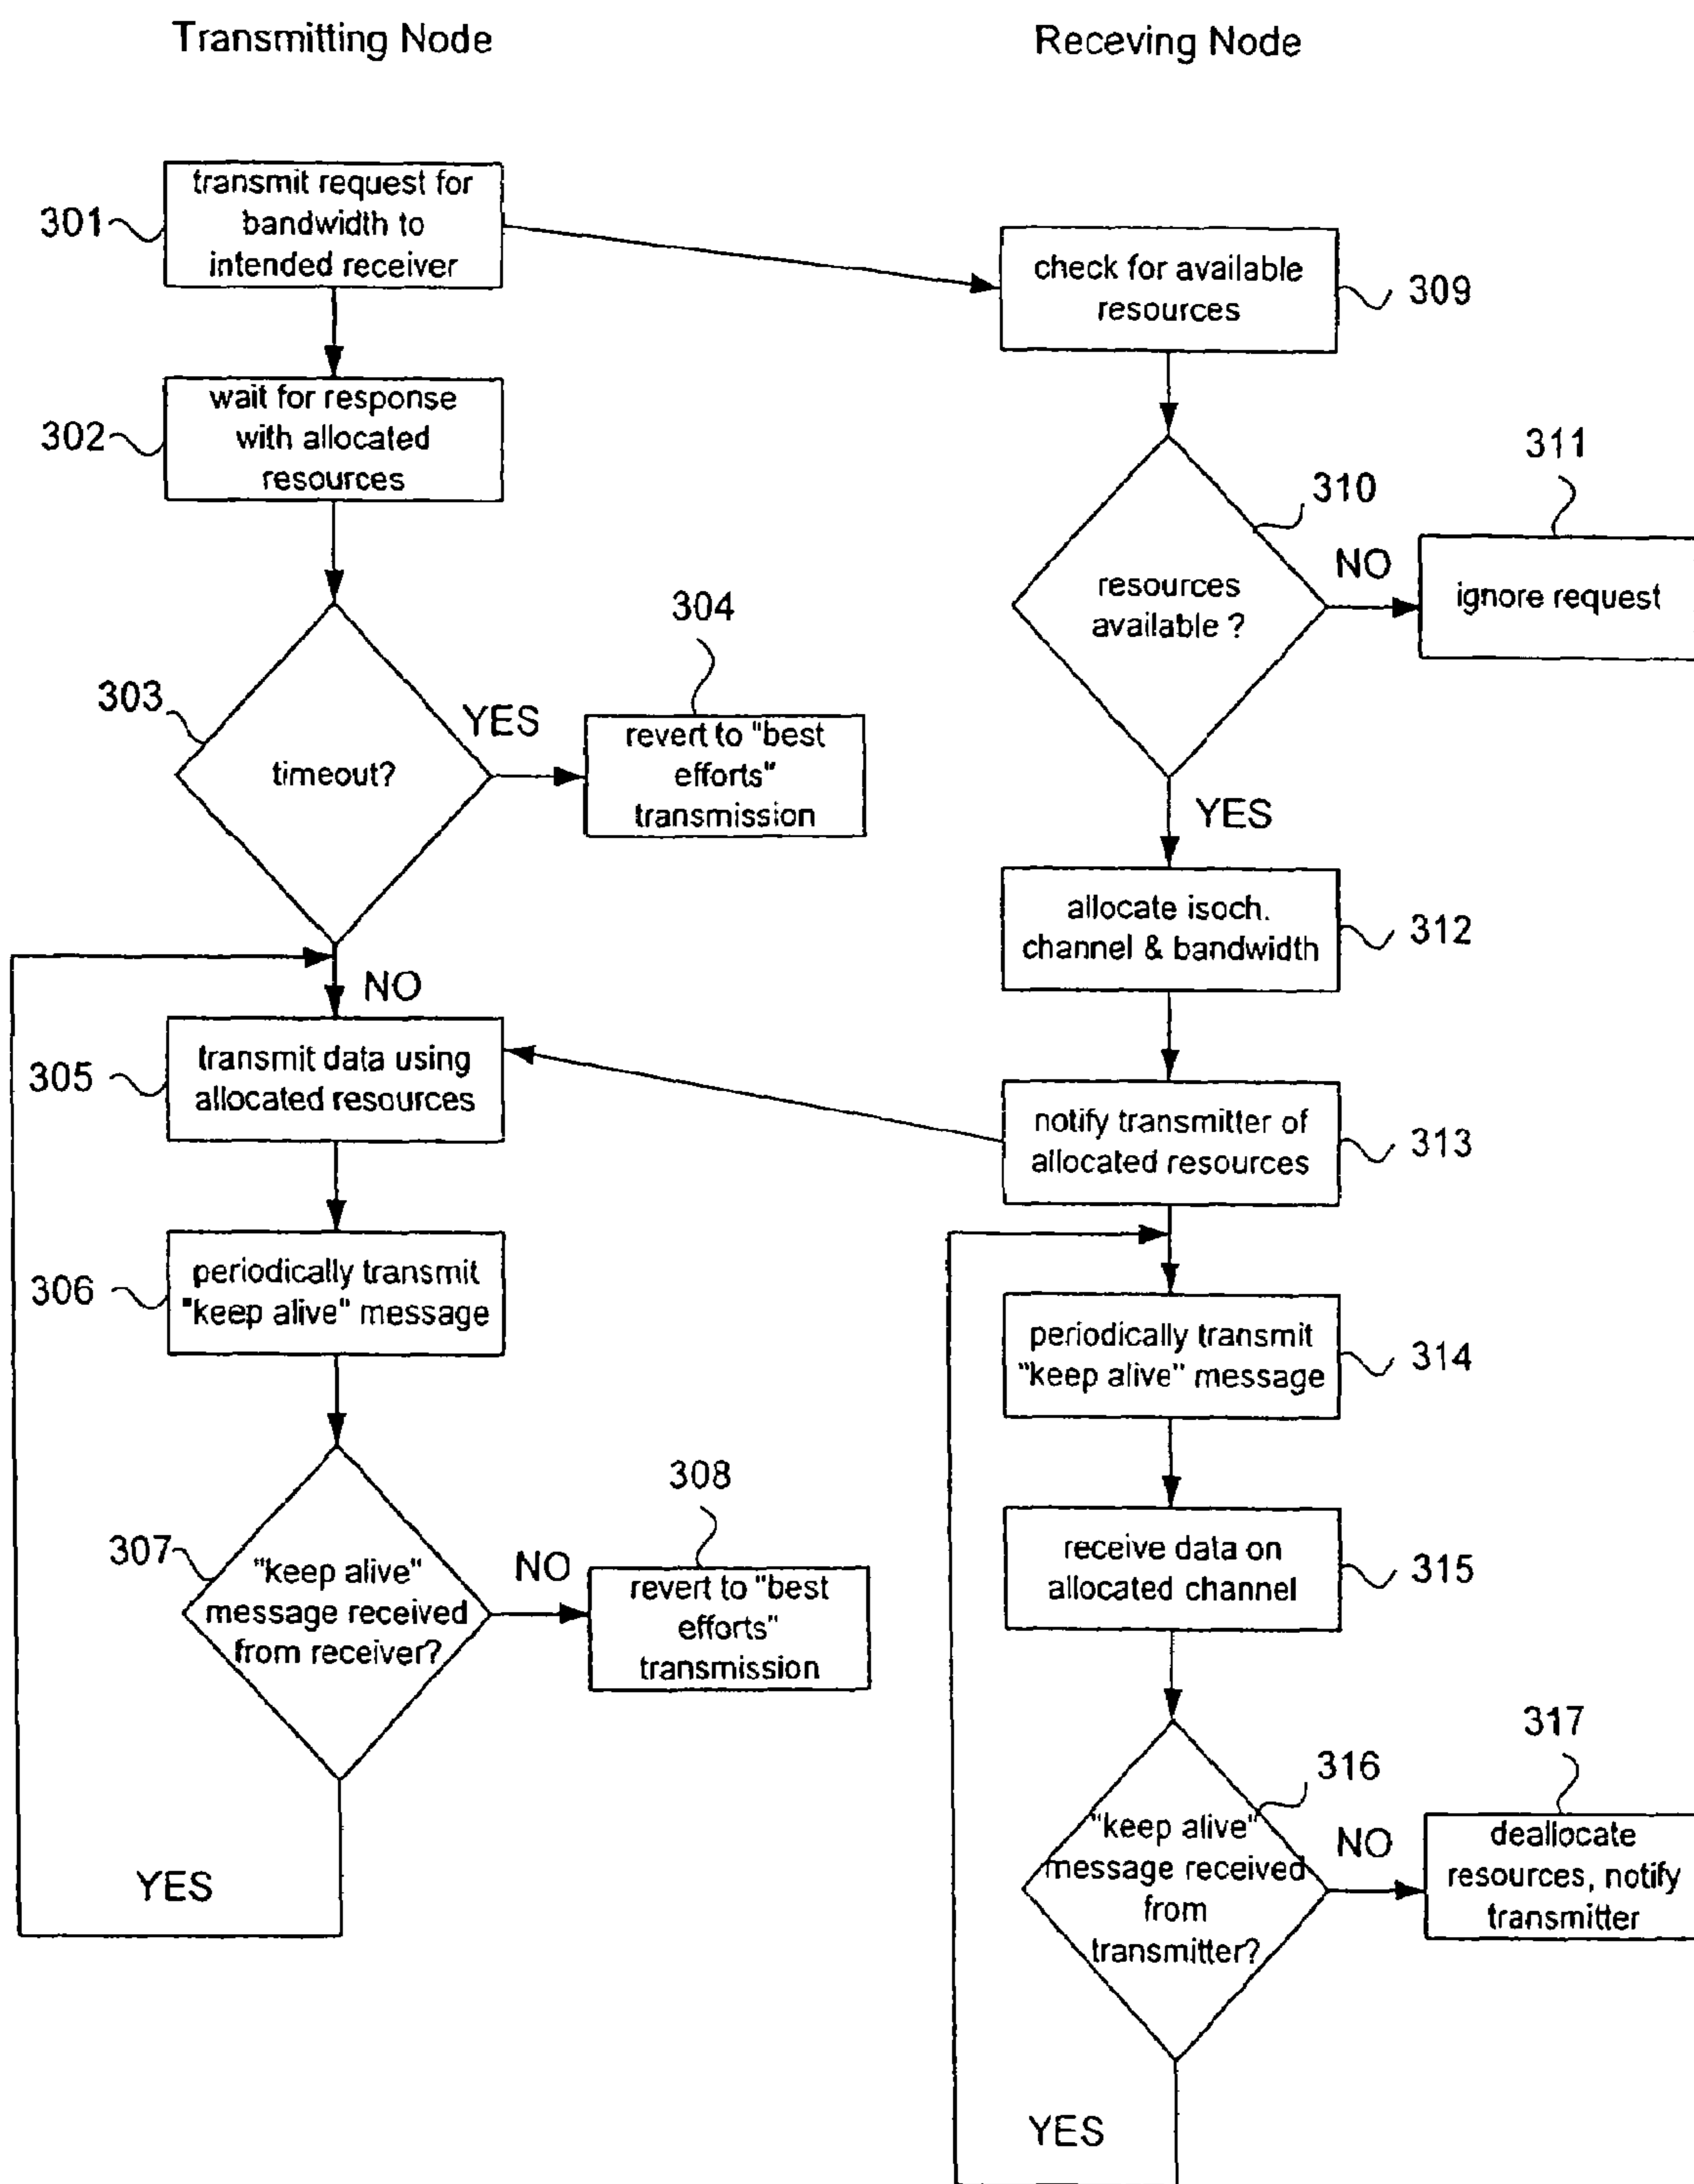 Transmitting Node
Receving Node
301
transmit request for
bandwidth to
intended receiver
302
wait for response
with allocated
resources
303
timeout?
YES
304
revert to "best
efforts"
transmission
NO
305
transmit data using
allocated resources
306
periodically transmit
"keep alive" message
307
"keep alive"
message received
from receiver?
NO
308
revert to "best
efforts"
transmission
YES
check for available
resources
309
310
resources
available ?
NO
311
ignore request
YES
allocate isoch.
channel & bandwidth
312
notify transmitter of
allocated resources
313
periodically transmit
"keep alive" message
314
receive data on
allocated channel
315
316
"keep alive"
message received
from
transmitter?
NO
317
deallocate
resources, notify
transmitter
YES